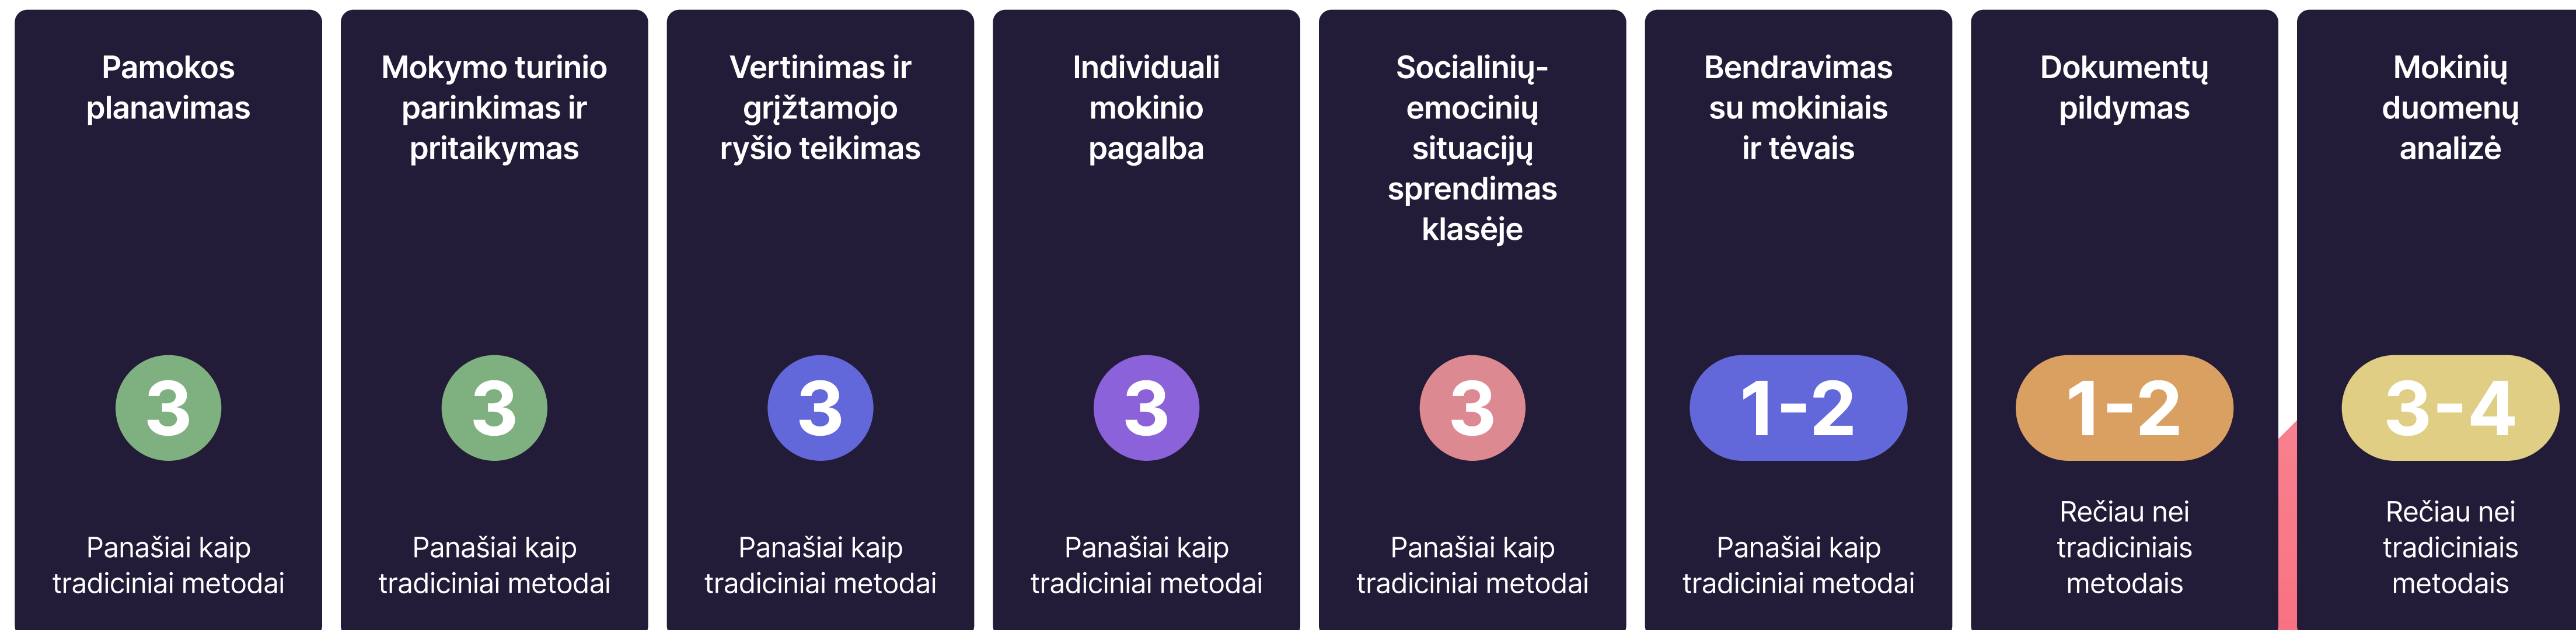 Pamokos
planavimas
3
Panašiai kaip
tradiciniai metodai
Mokymo turinio
parinkimas ir
pritaikymas
3
Panašiai kaip
tradiciniai metodai
Vertinimas ir
grįžtamojo
ryšio teikimas
3
Panašiai kaip
tradiciniai metodai
Individuali
mokinio
pagalba
3
Panašiai kaip
tradiciniai metodai
Socialinių-
emocinių
situacijų
sprendimas
klasėje
3
Panašiai kaip
tradiciniai metodai
Bendravimas
su mokiniais
ir tėvais
1-2
Panašiai kaip
tradiciniai metodai
Dokumentų
pildymas
1-2
Rečiau nei
tradiciniais
metodais
Mokinių
duomenų
analizė
3-4
Rečiau nei
tradiciniais
metodais